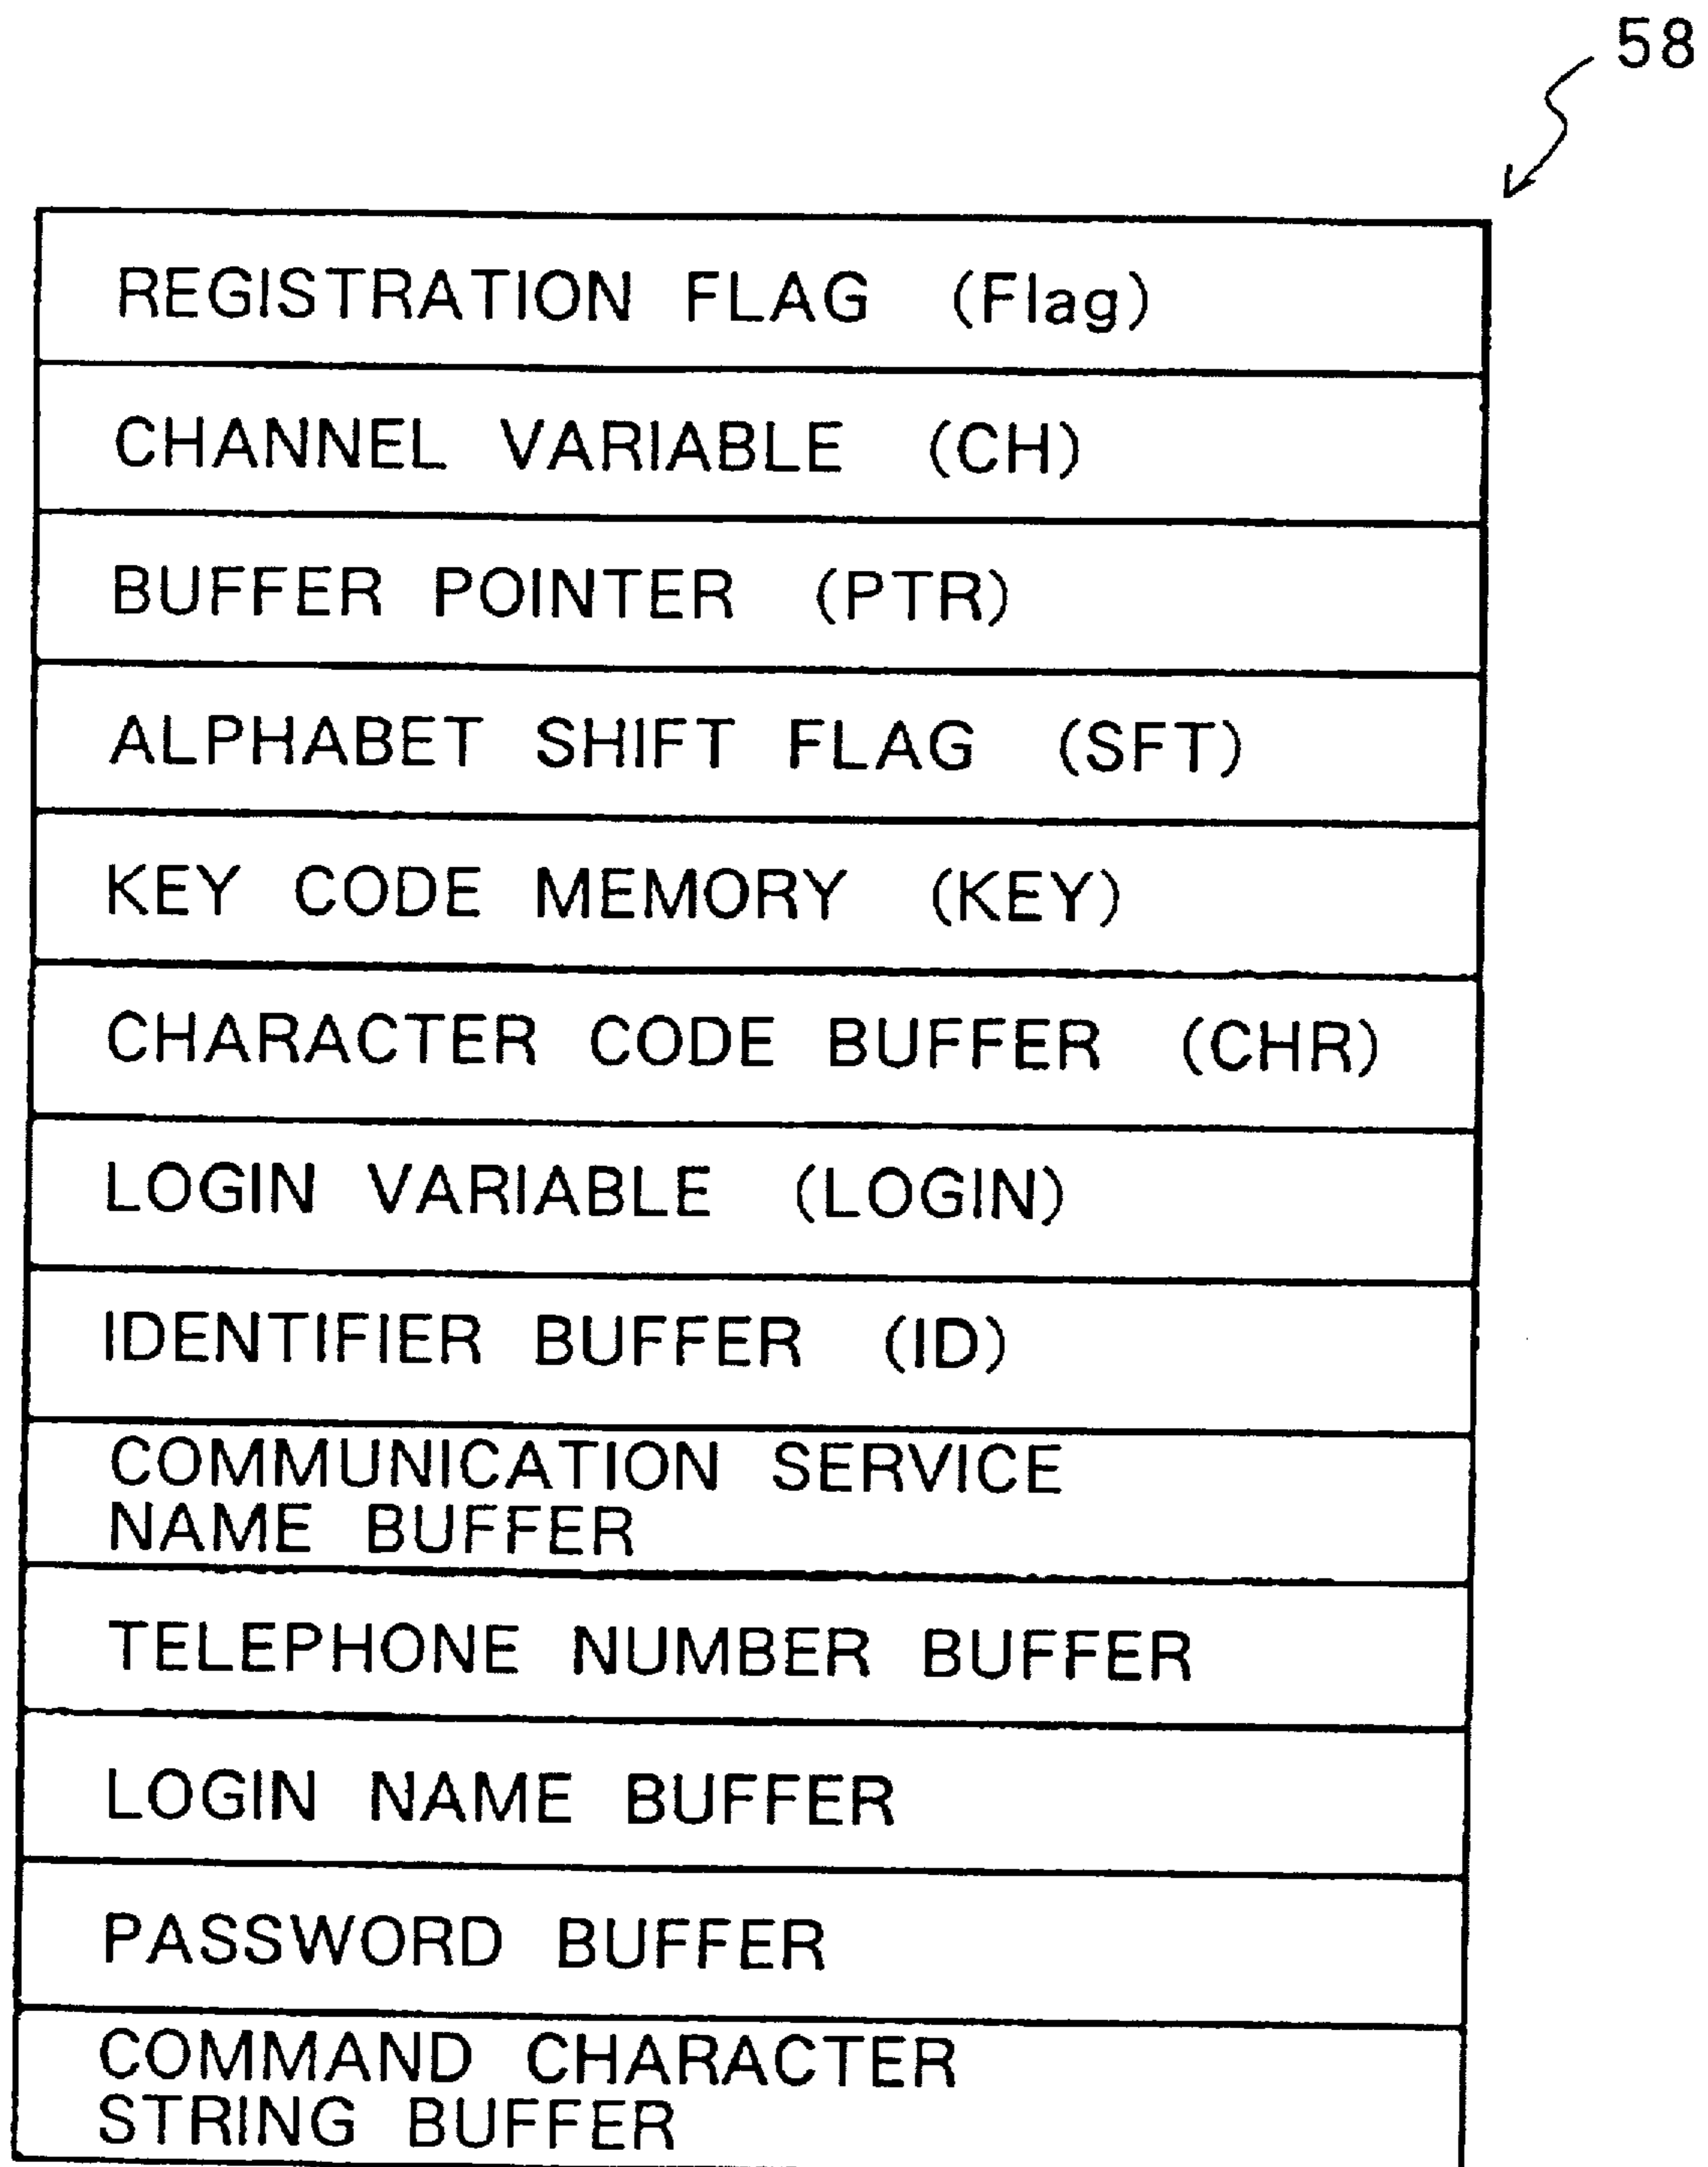 58
REGISTRATION FLAG (Flag)
CHANNEL VARIABLE (CH)
BUFFER POINTER (PTR)
ALPHABET SHIFT FLAG (SFT)
KEY CODE MEMORY (KEY)
CHARACTER CODE BUFFER (CHR)
LOGIN VARIABLE (LOGIN)
IDENTIFIER BUFFER (ID)
COMMUNICATION SERVICE
NAME BUFFER
TELEPHONE NUMBER BUFFER
LOGIN NAME BUFFER
PASSWORD BUFFER
COMMAND CHARACTER
STRING BUFFER